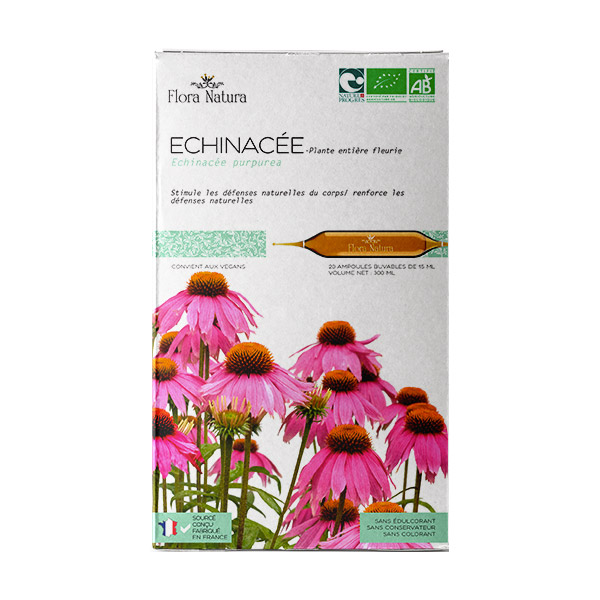 Flora Natura
NATURE
PROGRES
AB
ECHINACÉE -Plante entière fleurie
Echinacée purpurea
Stimule les défenses naturelles du corps/ renforce les
défenses naturelles
Flora Natura
CONVIENT AUX VEGANS
20 AMPOULES BUVABLES DE 15 ML
VOLUME NET : 300 ML
SOURCÉ
CONÇU
FABRIQUÉ
EN FRANCE
SANS ÉDULCORANT
SANS CONSERVATEUR
SANS COLORANT